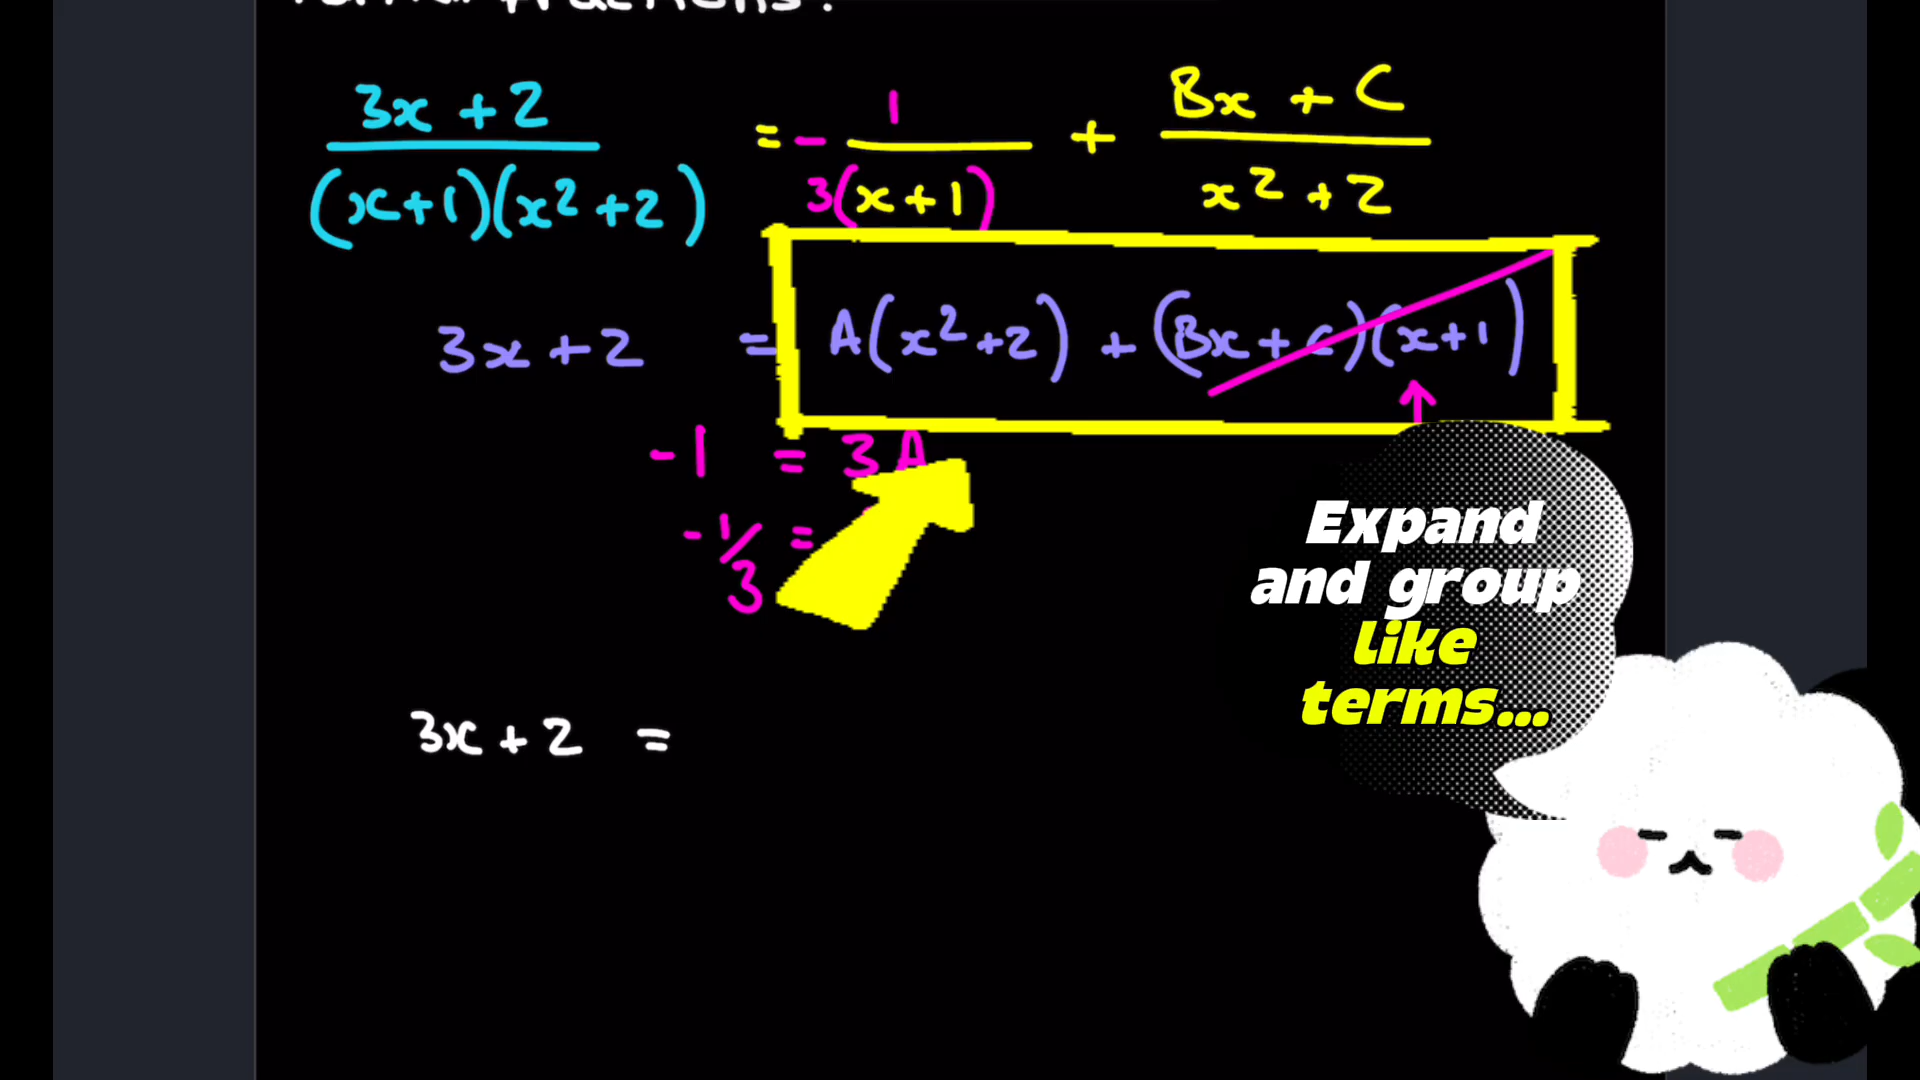 fractions.
3x + 2 = - 1 + Bx + C
(x+1)(x²+2) 3(x+1) x² + 2
3x + 2 = A(x²+2) + (Bx + C)(x+1)
-1 = 3A
-1/3 =
3x + 2 =
Expand
and group
like
terms...